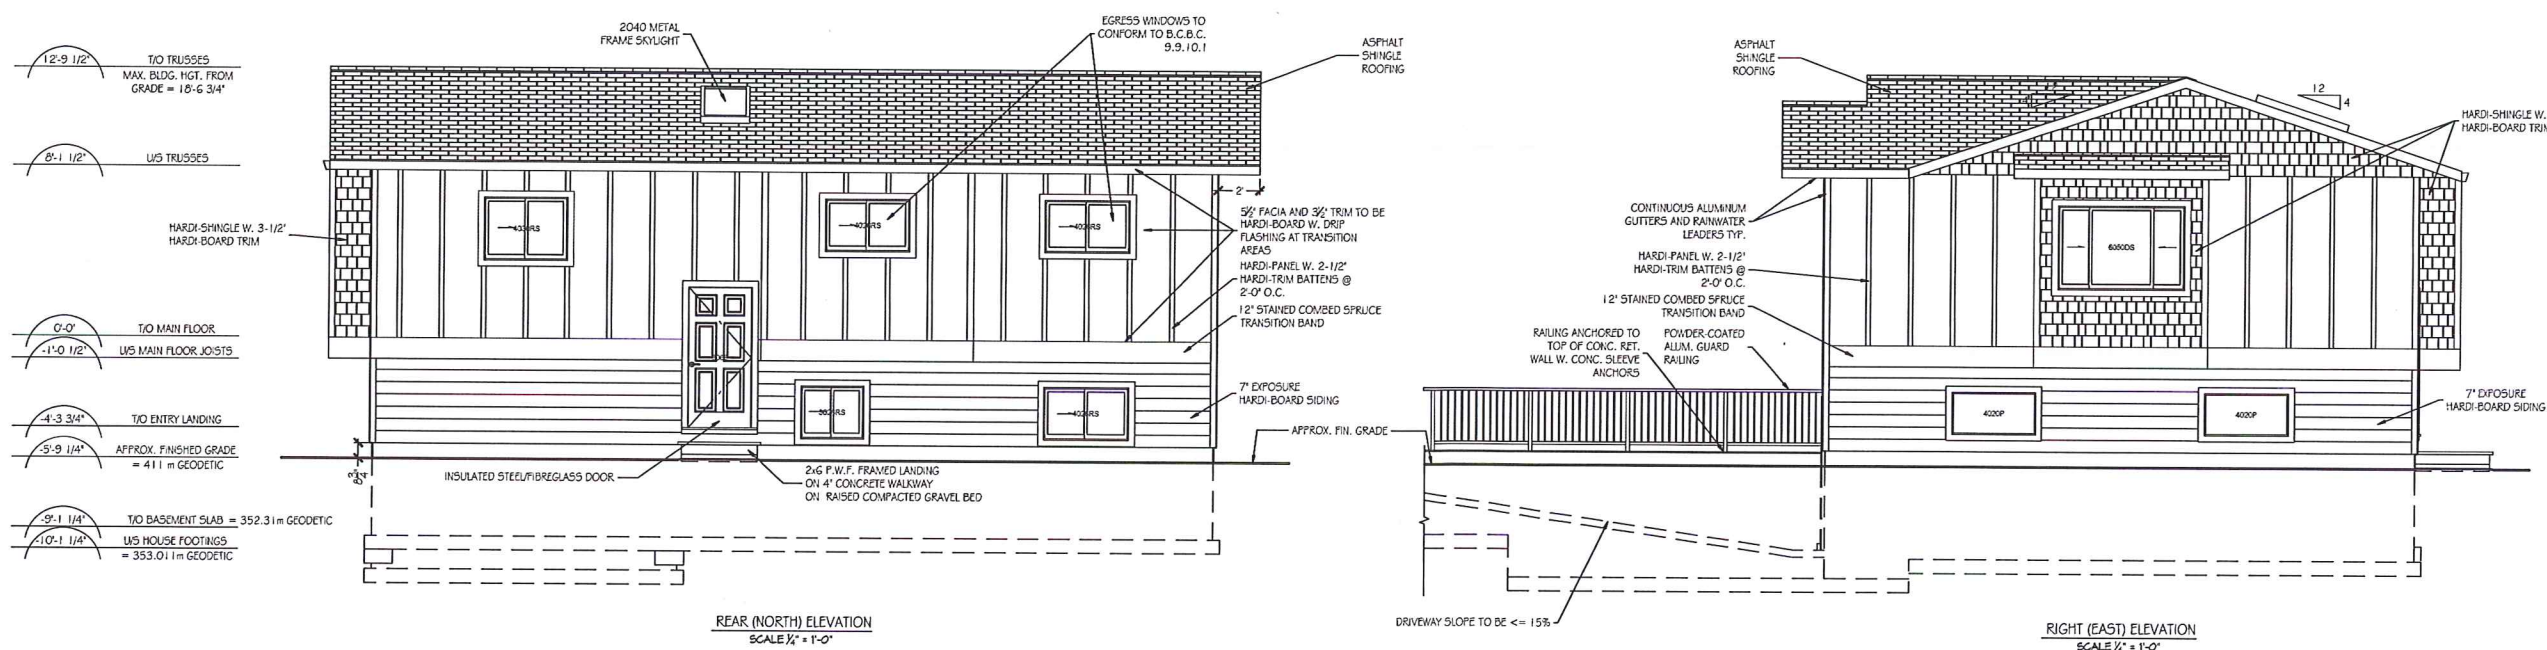 12'-9 1/2"
T/O TRUSSES
MAX. BLDG. HGT. FROM
GRADE = 18'-6 3/4"
8'-1 1/2"
U/S TRUSSES
HARDI-SHINGLE W. 3-1/2"
HARDI-BOARD TRIM
0'-0"
T/O MAIN FLOOR
-1'-0 1/2"
U/S MAIN FLOOR JOISTS
-4'-3 3/4"
T/O ENTRY LANDING
-5'-9 1/4"
APPROX. FINISHED GRADE
= 411 m GEODETIC
-9'-1 1/4"
T/O BASEMENT SLAB = 352.31m GEODETIC
-10'-1 1/4"
U/S HOUSE FOOTINGS
= 353.011m GEODETIC
2040 METAL
FRAME SKYLIGHT
EGRESS WINDOWS TO
CONFORM TO B.C.B.C.
9.9.10.1
ASPHALT
SHINGLE
ROOFING
2'
5½" FACIA AND 3½" TRIM TO BE
HARDI-BOARD W. DRIP
FLASHING AT TRANSITION
AREAS
HARDI-PANEL W. 2-1/2"
HARDI-TRIM BATTENS @
2'-0" O.C.
12" STAINED COMBED SPRUCE
TRANSITION BAND
7" EXPOSURE
HARDI-BOARD SIDING
8¾"
INSULATED STEEL/FIBREGLASS DOOR
2x6 P.W.F. FRAMED LANDING
ON 4" CONCRETE WALKWAY
ON RAISED COMPACTED GRAVEL BED
APPROX. FIN. GRADE
REAR (NORTH) ELEVATION
SCALE ¼" = 1'-0"
ASPHALT
SHINGLE
ROOFING
12
4
HARDI-SHINGLE W.
HARDI-BOARD TRIM
CONTINUOUS ALUMINUM
GUTTERS AND RAINWATER
LEADERS TYP.
HARDI-PANEL W. 2-1/2"
HARDI-TRIM BATTENS @
2'-0" O.C.
12" STAINED COMBED SPRUCE
TRANSITION BAND
RAILING ANCHORED TO
TOP OF CONC. RET.
WALL W. CONC. SLEEVE
ANCHORS
POWDER-COATED
ALUM. GUARD
RAILING
6050DS
4020P
4020P
7" EXPOSURE
HARDI-BOARD SIDING
DRIVEWAY SLOPE TO BE <= 15%
RIGHT (EAST) ELEVATION
SCALE ¼" = 1'-0"